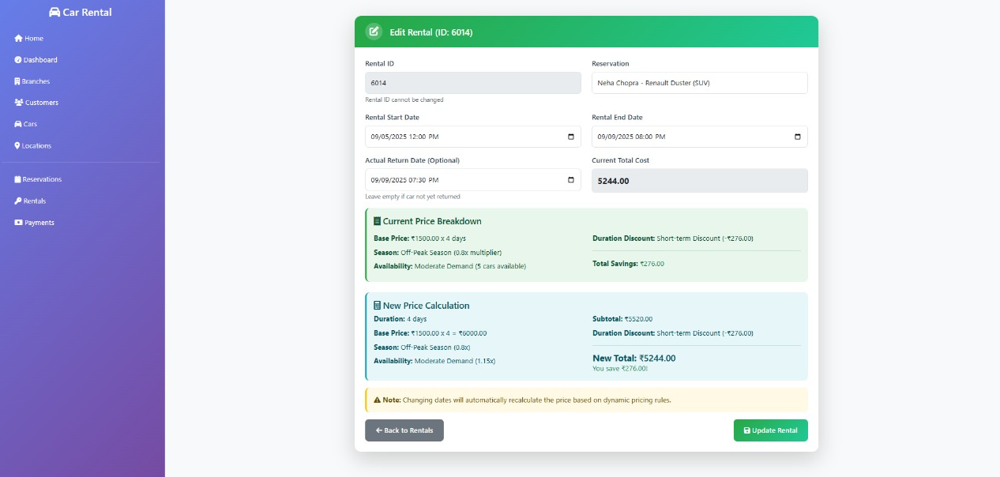 Car Rental
Home
Dashboard
Branches
Customers
Cars
Locations
Reservations
Rentals
Payments
Edit Rental (ID: 6014)
Rental ID
6014
Rental ID cannot be changed
Reservation
Neha Chopra - Renault Duster (SUV)
Rental Start Date
09/05/2025 12:00 PM
Rental End Date
09/09/2025 08:00 PM
Actual Return Date (Optional)
09/09/2025 07:30 PM
Leave empty if car not yet returned
Current Total Cost
5244.00
Current Price Breakdown
Base Price: ₹1500.00 x 4 days
Season: Off-Peak Season (0.8x multiplier)
Availability: Moderate Demand (5 cars available)
Duration Discount: Short-term Discount (-₹276.00)
Total Savings: ₹276.00
New Price Calculation
Duration: 4 days
Base Price: ₹1500.00 x 4 = ₹6000.00
Season: Off-Peak Season (0.8x)
Availability: Moderate Demand (1.15x)
Subtotal: ₹5520.00
Duration Discount: Short-term Discount (-₹276.00)
New Total: ₹5244.00
You save ₹276.00!
Note: Changing dates will automatically recalculate the price based on dynamic pricing rules.
Back to Rentals
Update Rental